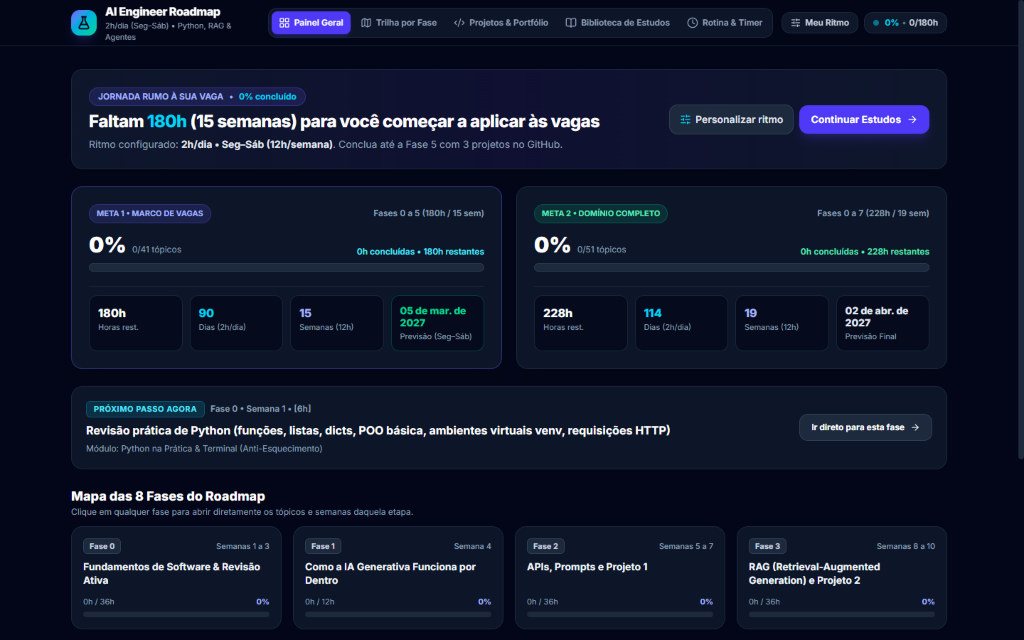 AI Engineer Roadmap
2h/dia (Seg–Sáb) • Python, RAG &
Agentes
Painel Geral
Trilha por Fase
Projetos & Portfólio
Biblioteca de Estudos
Rotina & Timer
Meu Ritmo
0% • 0/180h
JORNADA RUMO À SUA VAGA • 0% concluído
Faltam 180h (15 semanas) para você começar a aplicar às vagas
Ritmo configurado: 2h/dia • Seg–Sáb (12h/semana). Conclua até a Fase 5 com 3 projetos no GitHub.
Personalizar ritmo
Continuar Estudos →
META 1 • MARCO DE VAGAS
Fases 0 a 5 (180h / 15 sem)
0% 0/41 tópicos
0h concluídas • 180h restantes
180h
Horas rest.
90
Dias (2h/dia)
15
Semanas (12h)
05 de mar. de
2027
Previsão (Seg–Sáb)
META 2 • DOMÍNIO COMPLETO
Fases 0 a 7 (228h / 19 sem)
0% 0/51 tópicos
0h concluídas • 228h restantes
228h
Horas rest.
114
Dias (2h/dia)
19
Semanas (12h)
02 de abr. de
2027
Previsão Final
PRÓXIMO PASSO AGORA
Fase 0 • Semana 1 • [6h]
Revisão prática de Python (funções, listas, dicts, POO básica, ambientes virtuais venv, requisições HTTP)
Módulo: Python na Prática & Terminal (Anti-Esquecimento)
Ir direto para esta fase →
Mapa das 8 Fases do Roadmap
Clique em qualquer fase para abrir diretamente os tópicos e semanas daquela etapa.
Fase 0
Semanas 1 a 3
Fundamentos de Software & Revisão
Ativa
0h / 36h
0%
Fase 1
Semana 4
Como a IA Generativa Funciona por
Dentro
0h / 12h
0%
Fase 2
Semanas 5 a 7
APIs, Prompts e Projeto 1
0h / 36h
0%
Fase 3
Semanas 8 a 10
RAG (Retrieval-Augmented
Generation) e Projeto 2
0h / 36h
0%